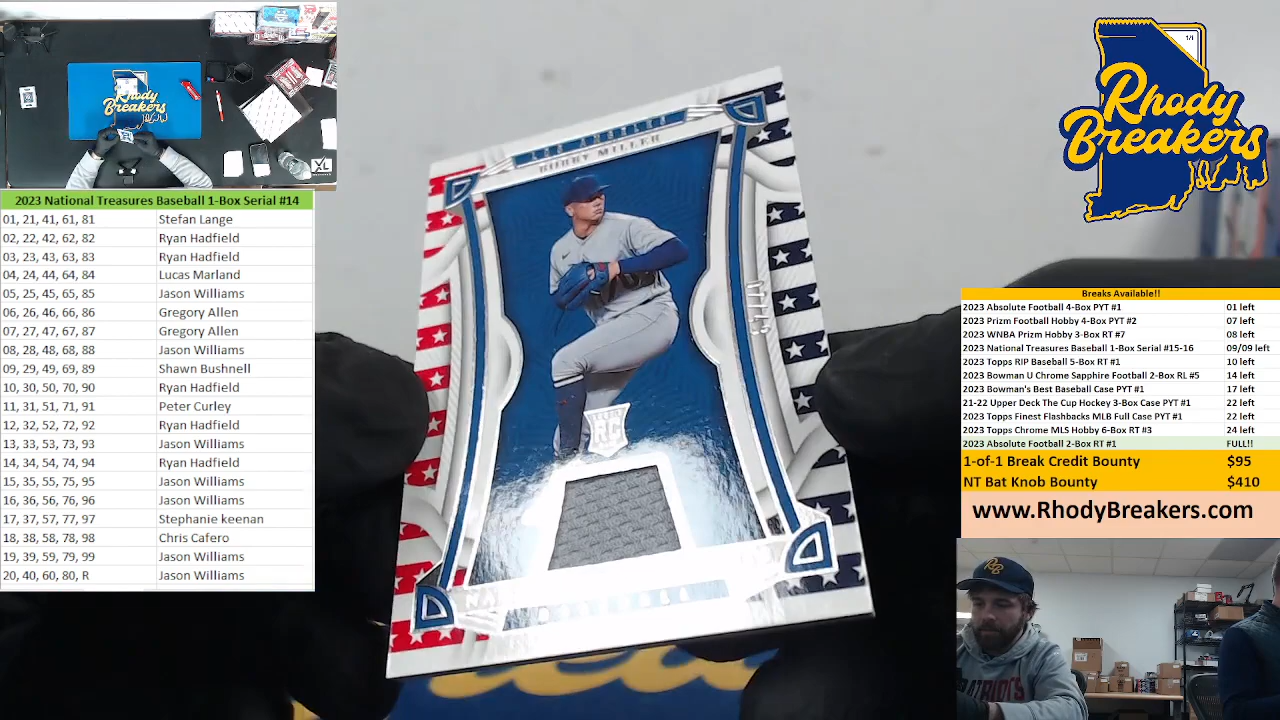 2023 National Treasures Baseball 1-Box Serial #14
01, 21, 41, 61, 81 Stefan Lange
02, 22, 42, 62, 82 Ryan Hadfield
03, 23, 43, 63, 83 Ryan Hadfield
04, 24, 44, 64, 84 Lucas Marland
05, 25, 45, 65, 85 Jason Williams
06, 26, 46, 66, 86 Gregory Allen
07, 27, 47, 67, 87 Gregory Allen
08, 28, 48, 68, 88 Jason Williams
09, 29, 49, 69, 89 Shawn Bushnell
10, 30, 50, 70, 90 Ryan Hadfield
11, 31, 51, 71, 91 Peter Curley
12, 32, 52, 72, 92 Ryan Hadfield
13, 33, 53, 73, 93 Jason Williams
14, 34, 54, 74, 94 Ryan Hadfield
15, 35, 55, 75, 95 Jason Williams
16, 36, 56, 76, 96 Jason Williams
17, 37, 57, 77, 97 Stephanie keenan
18, 38, 58, 78, 98 Chris Cafero
19, 39, 59, 79, 99 Jason Williams
20, 40, 60, 80, R Jason Williams
Rhody
Breakers
XL
LOS ANGELES
BOBBY MILLER
RC
1/1
Rhody
Breakers
Breaks Available!!
2023 Absolute Football 4-Box PYT #1 01 left
2023 Prizm Football Hobby 4-Box PYT #2 07 left
2023 WNBA Prizm Hobby 3-Box RT #7 08 left
2023 National Treasures Baseball 1-Box Serial #15-16 09/09 left
2023 Topps RIP Baseball 5-Box RT #1 10 left
2023 Bowman U Chrome Sapphire Football 2-Box RL #5 14 left
2023 Bowman's Best Baseball Case PYT #1 17 left
21-22 Upper Deck The Cup Hockey 3-Box Case PYT #1 22 left
2023 Topps Finest Flashbacks MLB Full Case PYT #1 22 left
2023 Topps Chrome MLS Hobby 6-Box RT #3 24 left
2023 Absolute Football 2-Box RT #1 FULL!!
1-of-1 Break Credit Bounty $95
NT Bat Knob Bounty $410
www.RhodyBreakers.com
RB